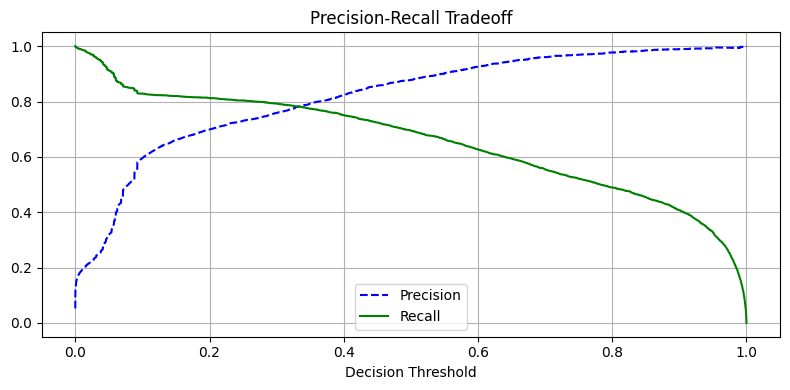 Precision-Recall Tradeoff
1.0
0.8
0.6
0.4
0.2
0.0
Precision
Recall
0.0 0.2 0.4 0.6 0.8 1.0
Decision Threshold